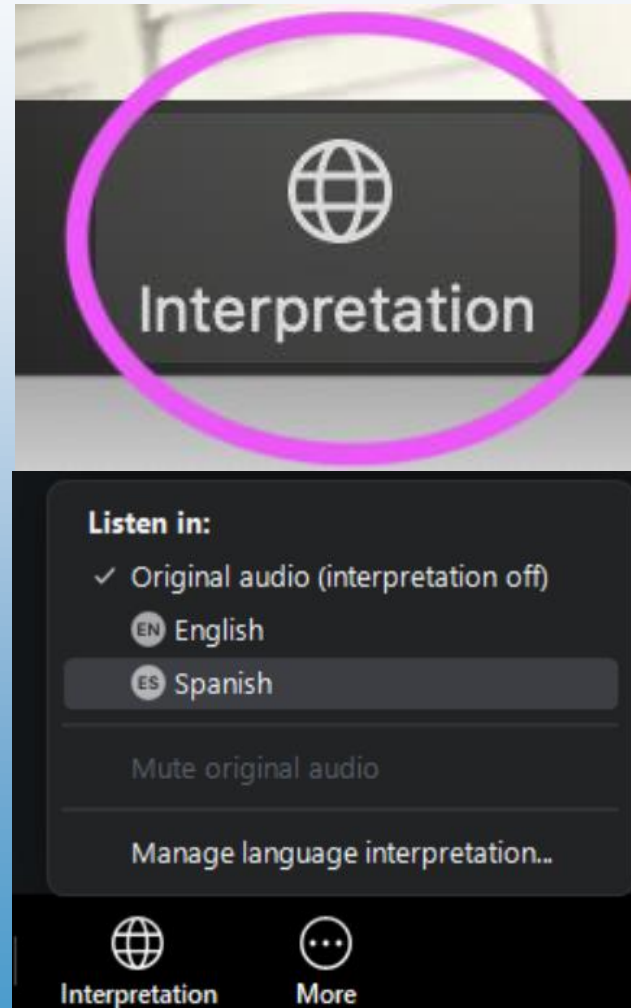 Interpretation
Listen in:
✓ Original audio (interpretation off)
EN English
ES Spanish
Mute original audio
Manage language interpretation...
Interpretation More